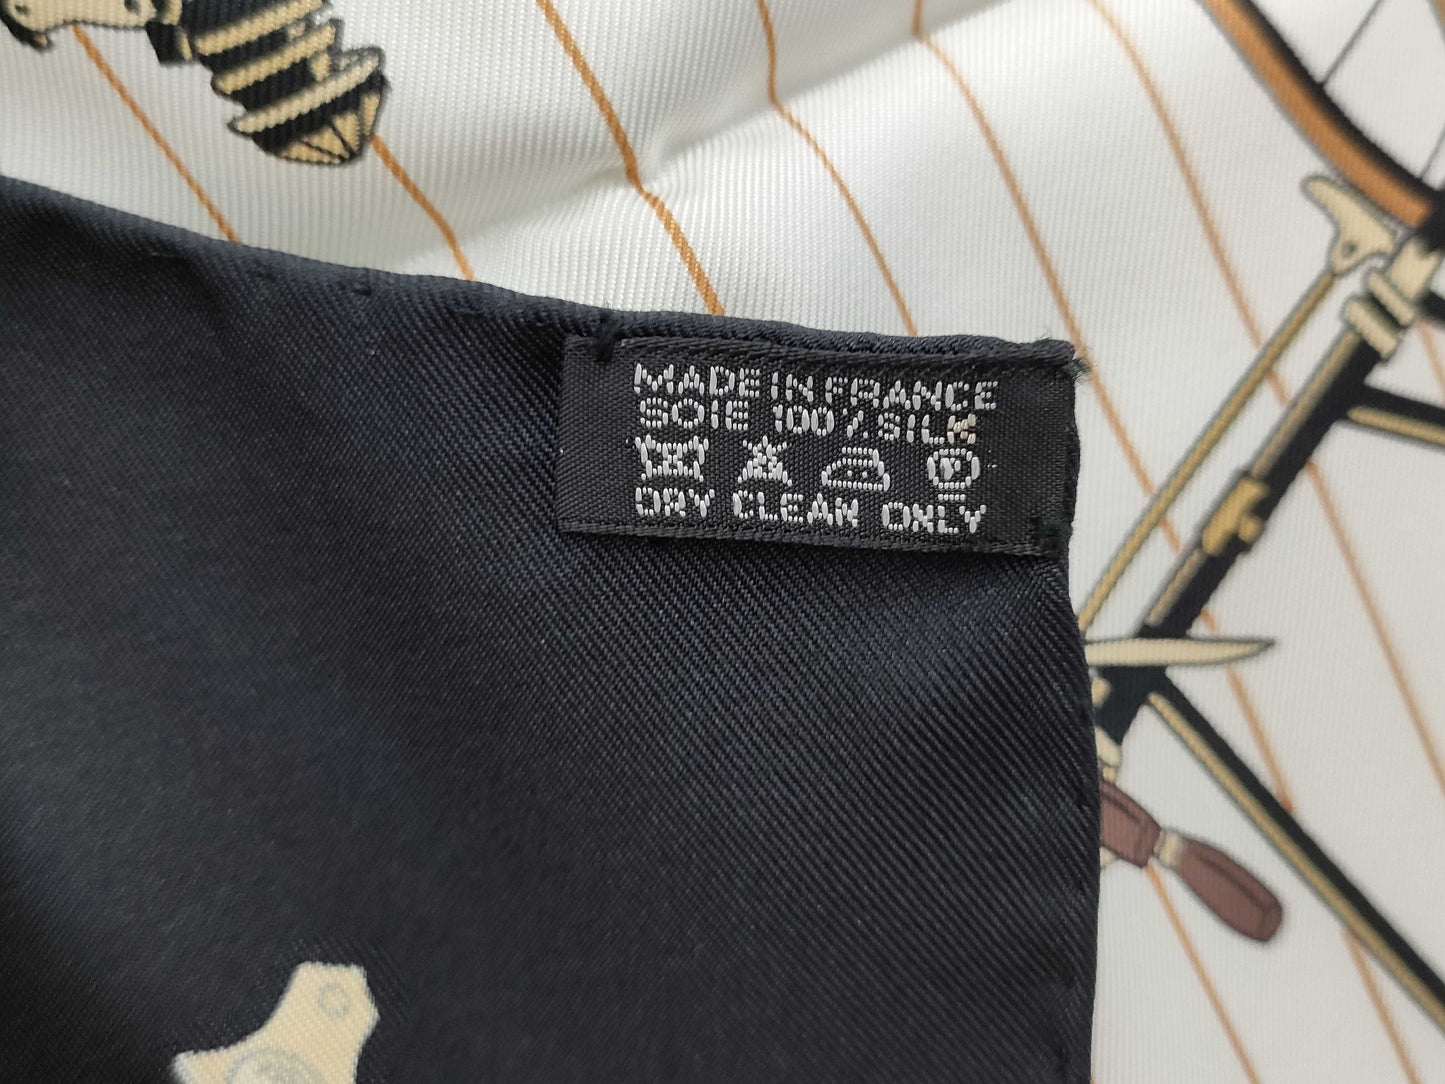 MADE IN FRANCE
SOIE 100% SILK
DRY CLEAN ONLY